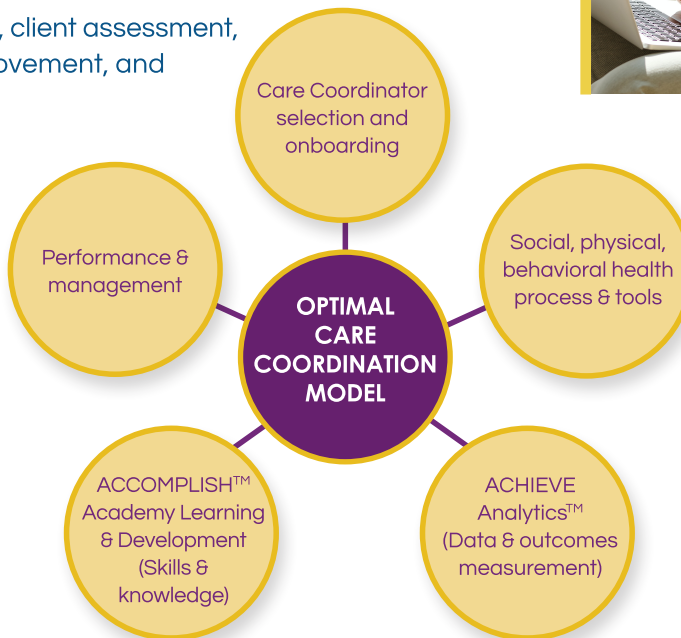 , client assessment,
ovement, and
Care Coordinator
selection and
onboarding
Performance &
management
Social, physical,
behavioral health
process & tools
OPTIMAL
CARE
COORDINATION
MODEL
ACCOMPLISH™
Academy Learning
& Development
(Skills &
knowledge)
ACHIEVE
Analytics™
(Data & outcomes
measurement)